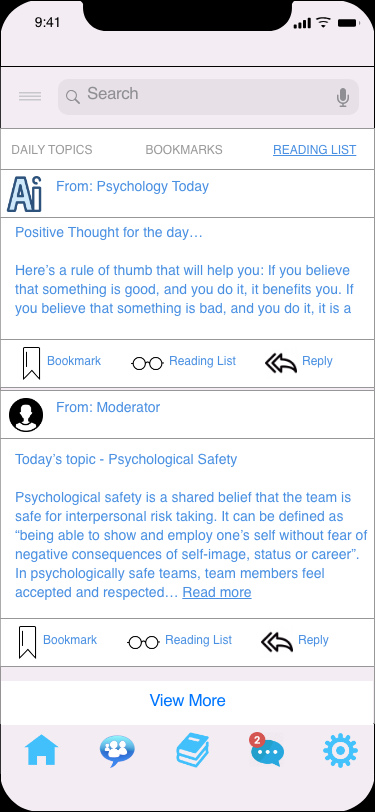 9:41
Search
DAILY TOPICS BOOKMARKS READING LIST
Ai From: Psychology Today
Positive Thought for the day…
Here’s a rule of thumb that will help you: If you believe
that something is good, and you do it, it benefits you. If
you believe that something is bad, and you do it, it is a
Bookmark Reading List Reply
From: Moderator
Today’s topic - Psychological Safety
Psychological safety is a shared belief that the team is
safe for interpersonal risk taking. It can be defined as
“being able to show and employ one’s self without fear of
negative consequences of self-image, status or career”.
In psychologically safe teams, team members feel
accepted and respected… Read more
Bookmark Reading List Reply
View More
2